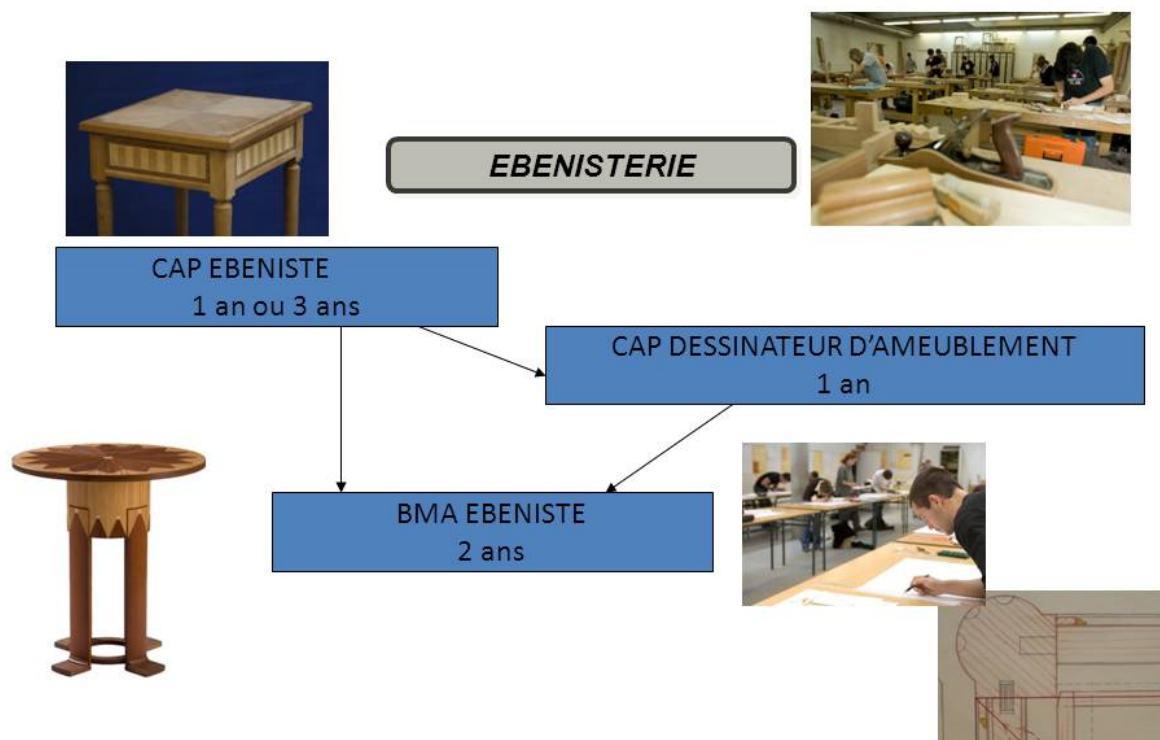 EBENISTERIE
CAP EBENISTE
1 an ou 3 ans
CAP DESSINATEUR D’AMEUBLEMENT
1 an
BMA EBENISTE
2 ans